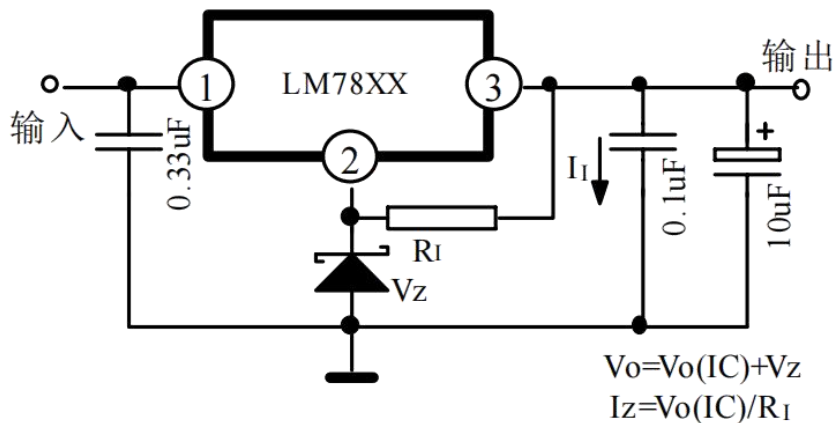 LM78XX
1
3
2
输入
输出
0.33uF
II
0.1uF
+
10uF
RI
Vz
Vo=Vo(IC)+Vz
Iz=Vo(IC)/RI